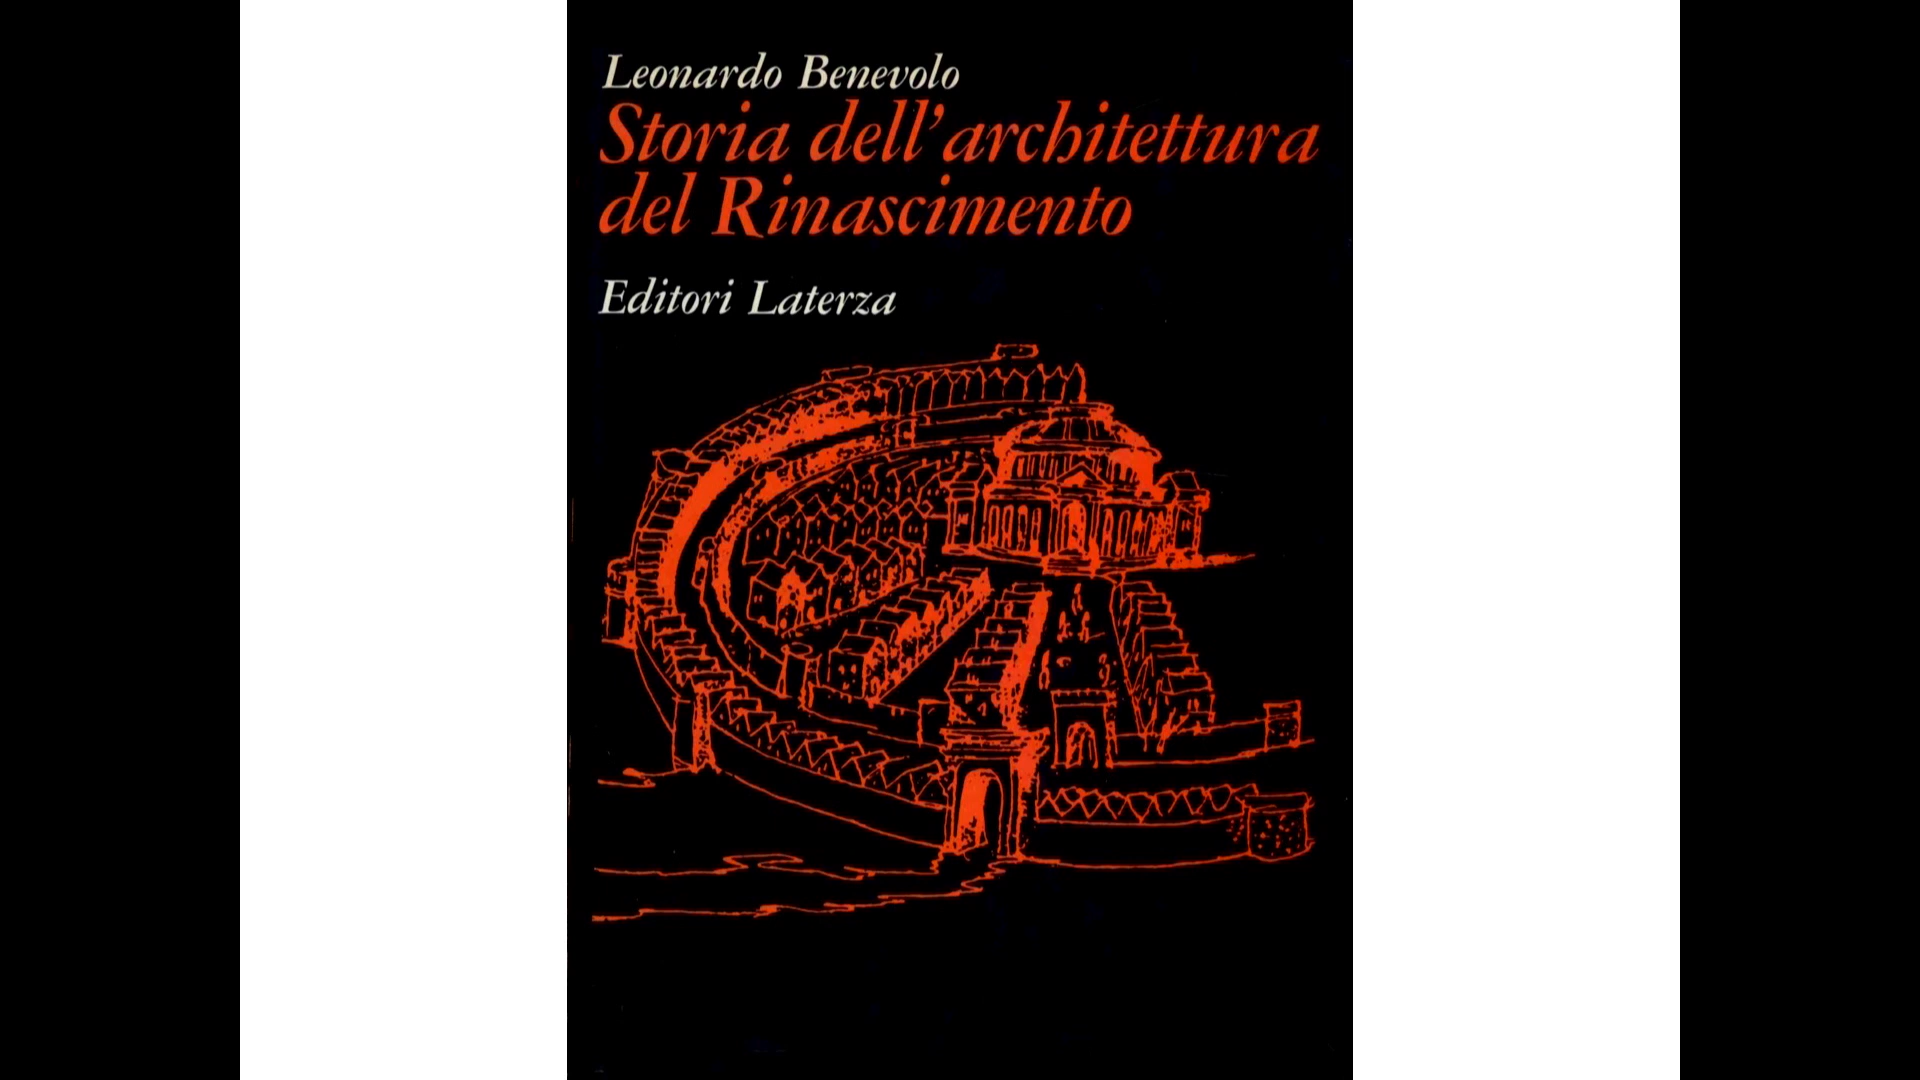 Leonardo Benevolo
Storia dell'architettura
del Rinascimento
Editori Laterza